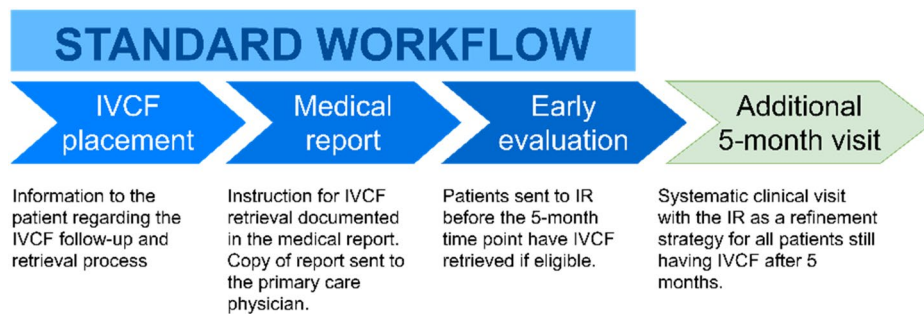 STANDARD WORKFLOW
IVCF
placement
Medical
report
Early
evaluation
Additional
5-month visit
Information to the
patient regarding the
IVCF follow-up and
retrieval process
Instruction for IVCF
retrieval documented
in the medical report.
Copy of report sent to
the primary care
physician.
Patients sent to IR
before the 5-month
time point have IVCF
retrieved if eligible.
Systematic clinical visit
with the IR as a refinement
strategy for all patients still
having IVCF after 5
months.